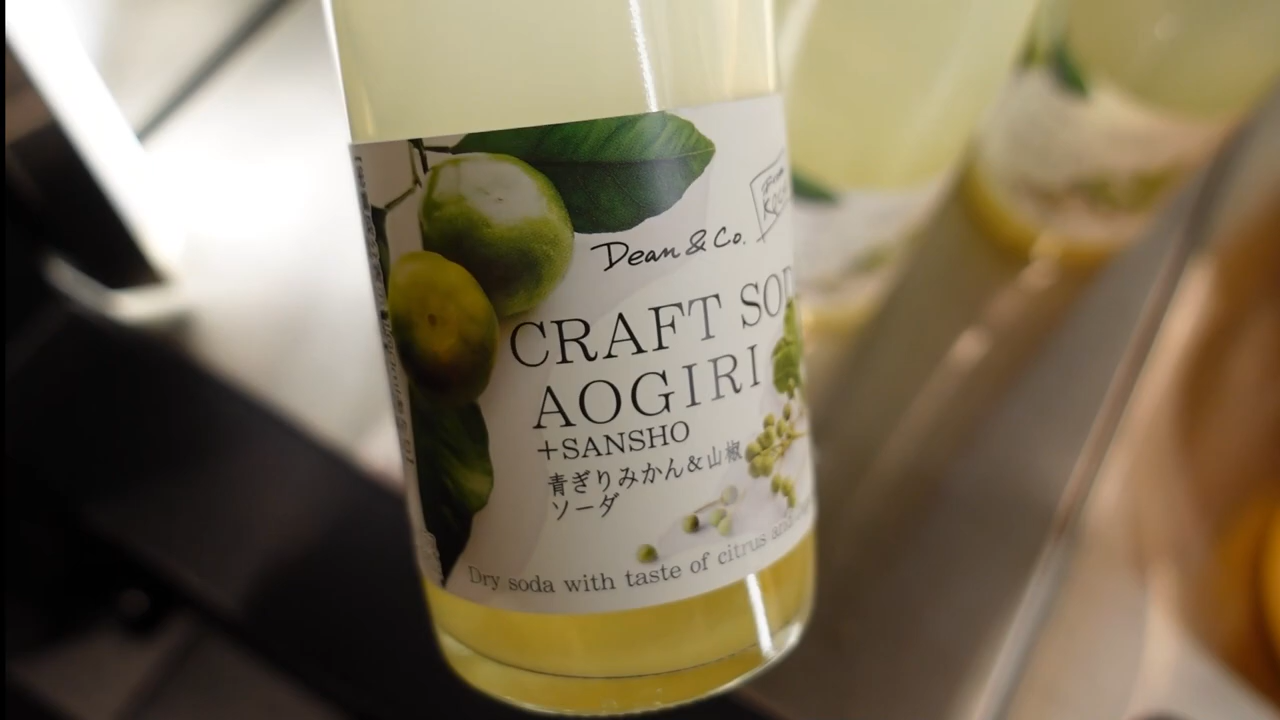 Dean & Co.
CRAFT SOD
AOGIRI
+SANSHO
青ぎりみかん&山椒
ソーダ
Dry soda with taste of citrus and